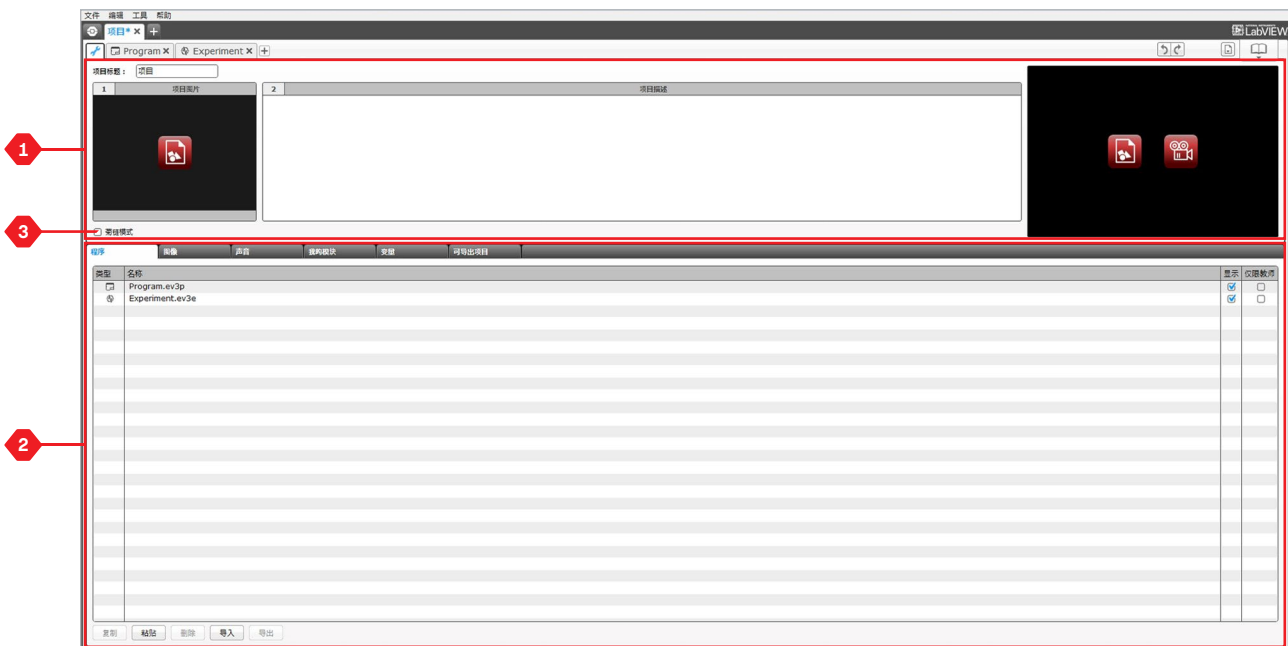 文件 编辑 工具 帮助
项目* × +
LabVIEW
Program × Experiment × +
项目标题： 项目
1 项目图片 2 项目描述
1
3
菊链模式
程序 图像 声音 我的模块 变量 可导出项目
类型 名称 显示 仅限教师
Program.ev3p
Experiment.ev3e
2
复制 粘贴 删除 导入 导出